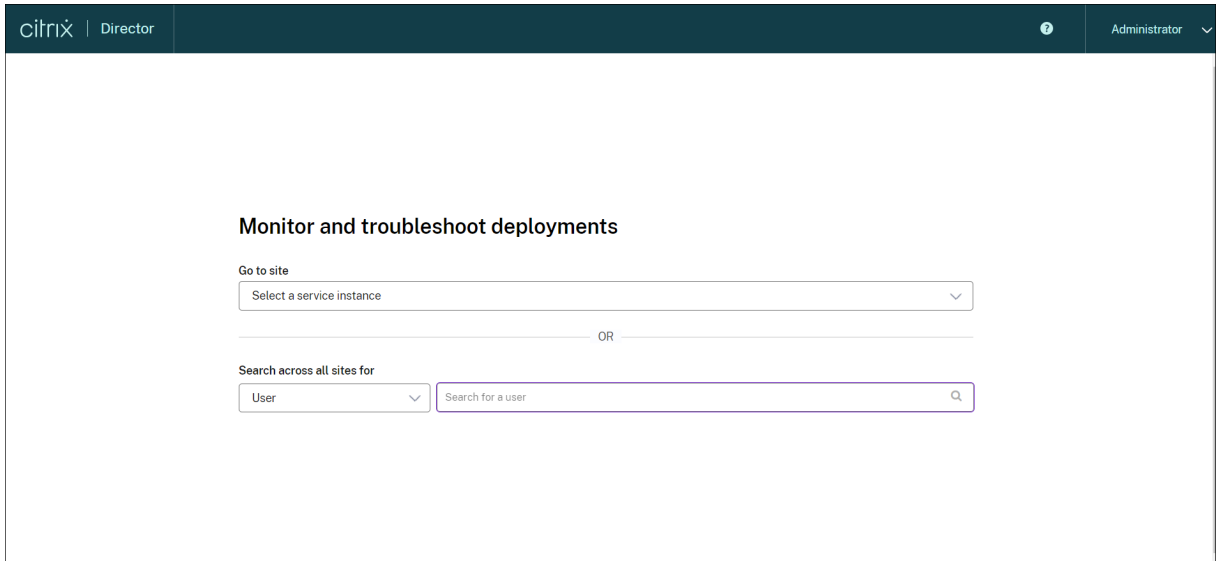 citrix Director
Administrator
Monitor and troubleshoot deployments
Go to site
Select a service instance
OR
Search across all sites for
User
Search for a user